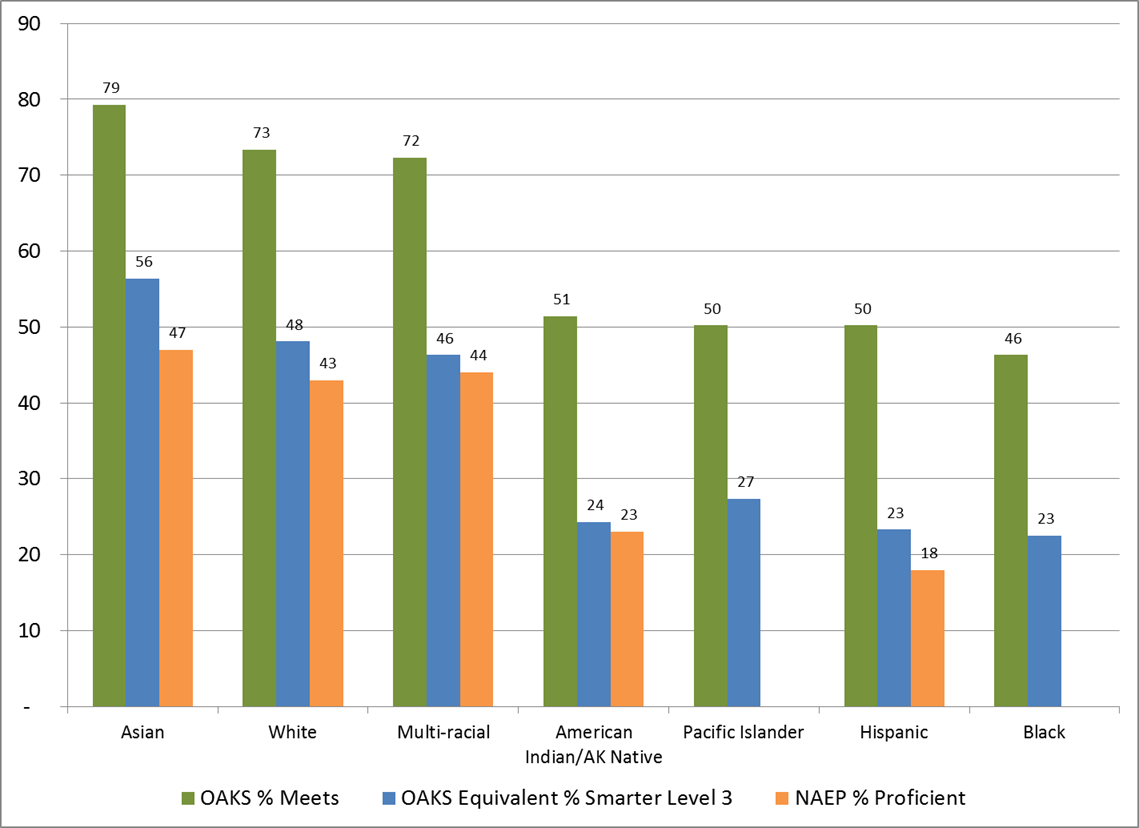 90
80
70
60
50
40
30
20
10
-
79
56
47
73
48
43
72
46
44
51
24
23
50
27
50
23
18
46
23
Asian
White
Multi-racial
American
Indian/AK Native
Pacific Islander
Hispanic
Black
OAKS % Meets
OAKS Equivalent % Smarter Level 3
NAEP % Proficient